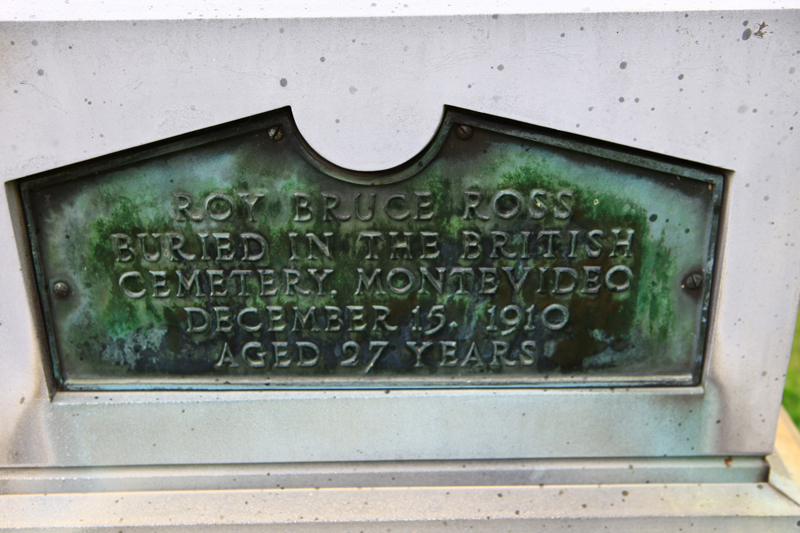 ROY BRUCE ROSS
BURIED IN THE BRITISH
CEMETERY. MONTEVIDEO
DECEMBER 15. 1910
AGED 27 YEARS